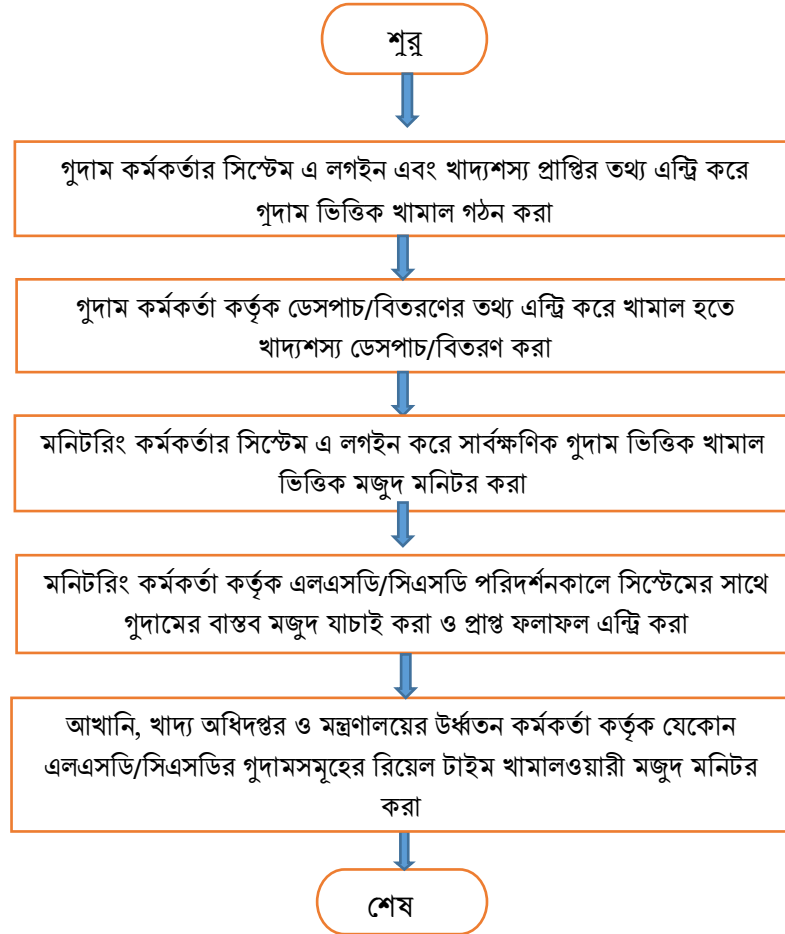 শুরু
গুদাম কর্মকর্তার সিস্টেম এ লগইন এবং খাদ্যশস্য প্রাপ্তির তথ্য এন্ট্রি করে
গুদাম ভিত্তিক খামাল গঠন করা
গুদাম কর্মকর্তা কর্তৃক ডেসপাচ/বিতরণের তথ্য এন্ট্রি করে খামাল হতে
খাদ্যশস্য ডেসপাচ/বিতরণ করা
মনিটরিং কর্মকর্তার সিস্টেম এ লগইন করে সার্বক্ষণিক গুদাম ভিত্তিক খামাল
ভিত্তিক মজুদ মনিটর করা
মনিটরিং কর্মকর্তা কর্তৃক এলএসডি/সিএসডি পরিদর্শনকালে সিস্টেমের সাথে
গুদামের বাস্তব মজুদ যাচাই করা ও প্রাপ্ত ফলাফল এন্ট্রি করা
আখানি, খাদ্য অধিদপ্তর ও মন্ত্রণালয়ের উর্ধ্বতন কর্মকর্তা কর্তৃক যেকোন
এলএসডি/সিএসডির গুদামসমূহের রিয়েল টাইম খামালওয়ারী মজুদ মনিটর
করা
শেষ